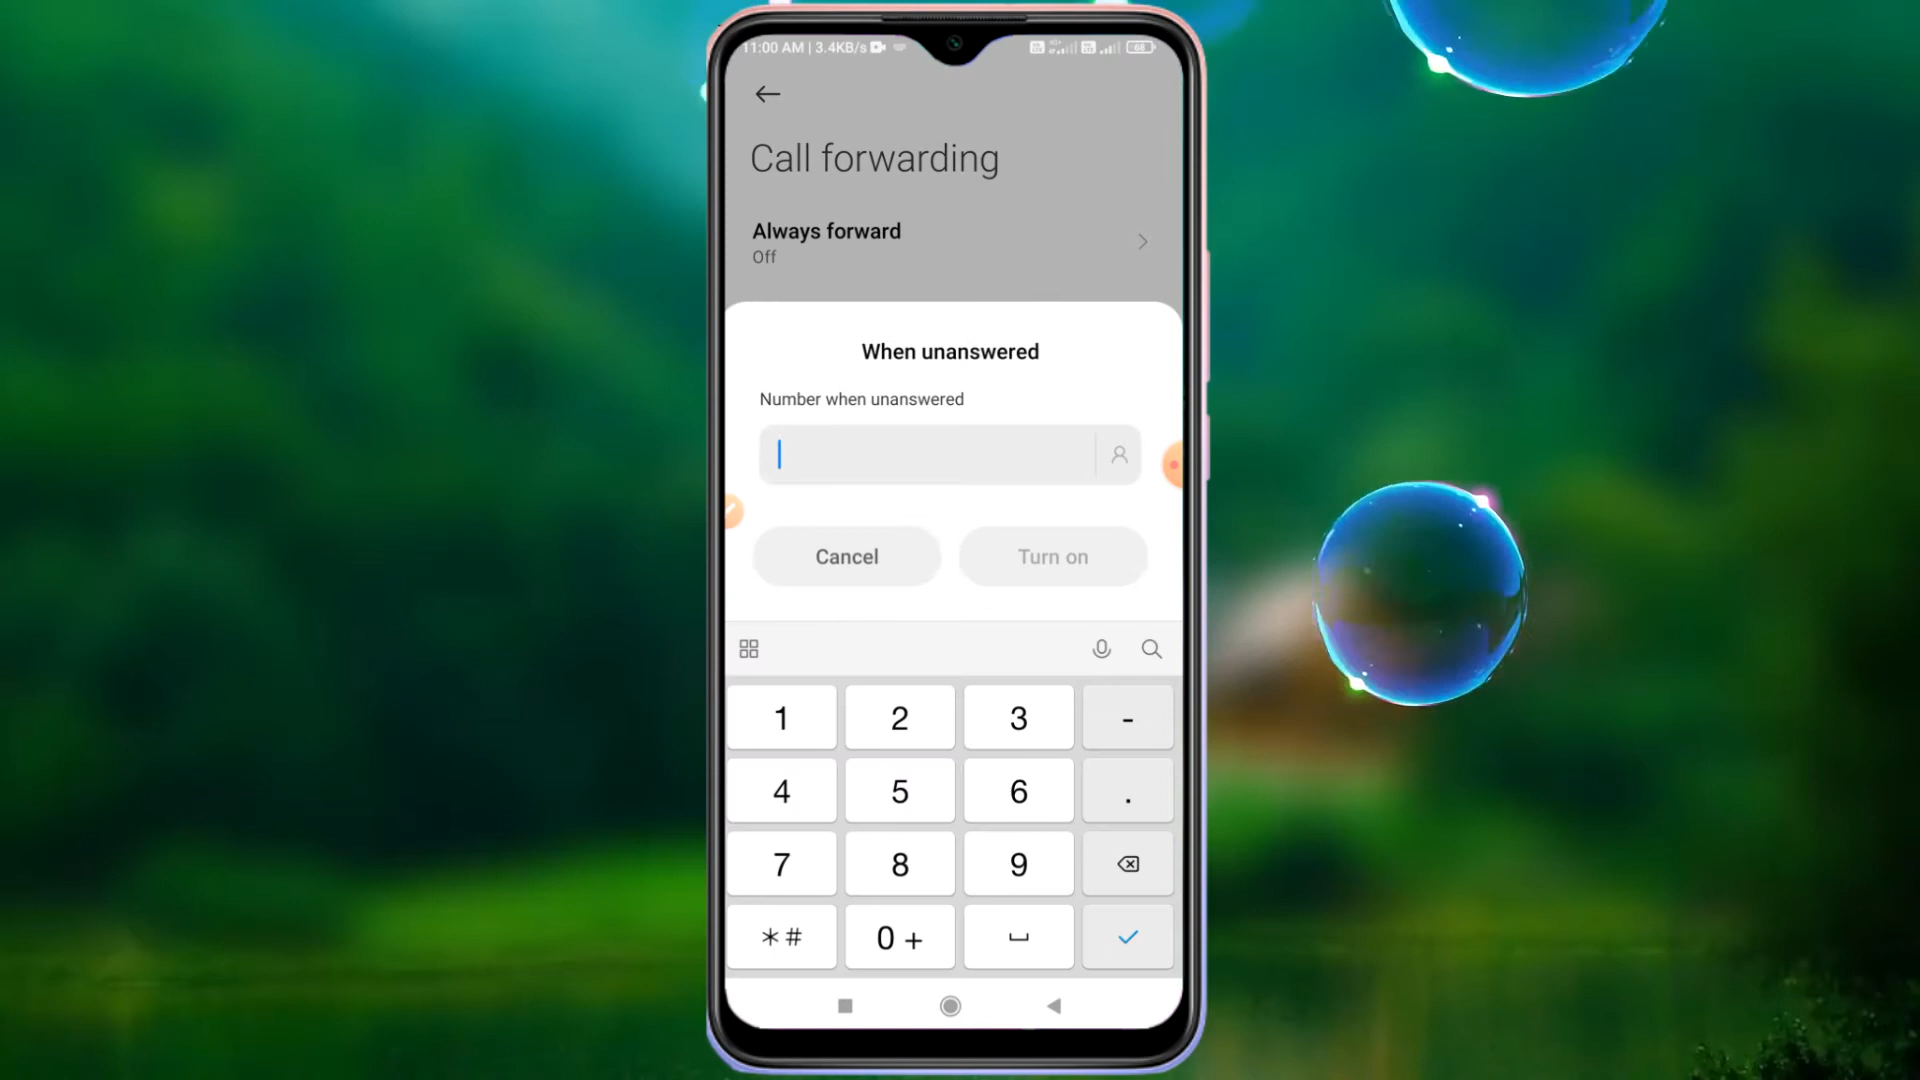 11:00 AM | 3.4KB/s
68
Call forwarding
Always forward
Off
When unanswered
Number when unanswered
Cancel
Turn on
1 2 3 -
4 5 6 .
7 8 9
*# 0 +